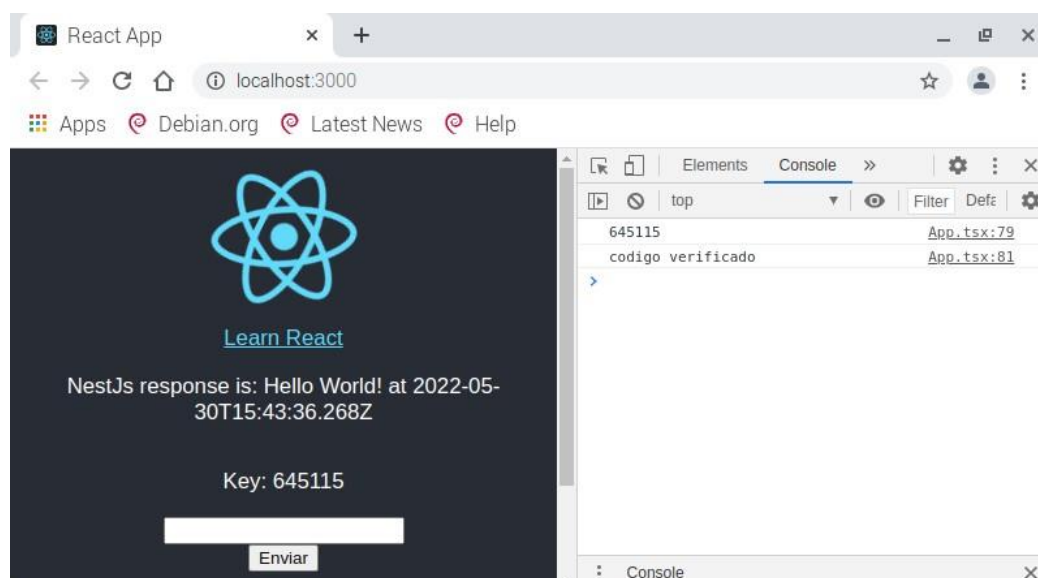 React App
localhost:3000
Apps Debian.org Latest News Help
Elements Console »
top Filter Defa
645115 App.tsx:79
codigo verificado App.tsx:81
Learn React
NestJs response is: Hello World! at 2022-05-
30T15:43:36.268Z
Key: 645115
Enviar
Console